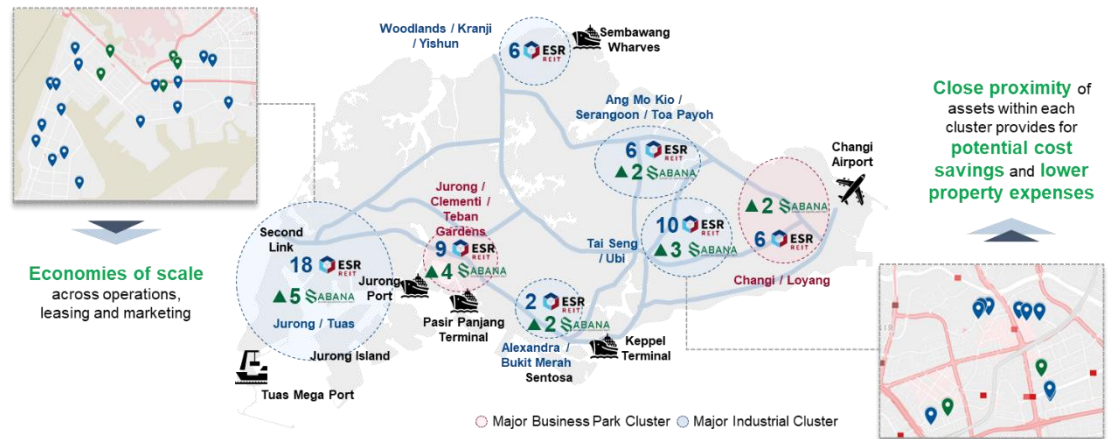 Woodlands / Kranji
/ Yishun
6 ESR
REIT
Sembawang
Wharves
Ang Mo Kio /
Serangoon / Toa Payoh
6 ESR
REIT
2 SABANA
Changi
Airport
Close proximity of
assets within each
cluster provides for
potential cost
savings and lower
property expenses
Jurong /
Clementi /
Teban
Gardens
9 ESR
REIT
4 SABANA
2 SABANA
6 ESR
REIT
10 ESR
REIT
3 SABANA
Tai Seng
/ Ubi
Changi / Loyang
Second
Link
18 ESR
REIT
5 SABANA
Jurong / Tuas
Jurong
Port
Pasir Panjang
Terminal
2 ESR
REIT
2 SABANA
Alexandra /
Bukit Merah
Sentosa
Keppel
Terminal
Economies of scale
across operations,
leasing and marketing
Jurong Island
Tuas Mega Port
Major Business Park Cluster
Major Industrial Cluster